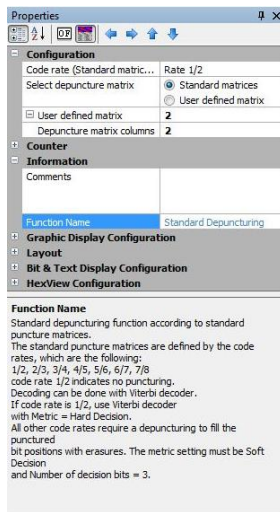 Properties
Configuration
Code rate (Standard matric... Rate 1/2
Select depuncture matrix Standard matrices
User defined matrix
User defined matrix 2
Depuncture matrix columns 2
Counter
Information
Comments
Function Name Standard Depuncturing
Graphic Display Configuration
Layout
Bit & Text Display Configuration
HexView Configuration
Function Name
Standard depuncturing function according to standard
puncture matrices.
The standard puncture matrices are defined by the code
rates, which are the following:
1/2, 2/3, 3/4, 4/5, 5/6, 6/7, 7/8
code rate 1/2 indicates no puncturing.
Decoding can be done with Viterbi decoder.
If code rate is 1/2, use Viterbi decoder
with Metric = Hard Decision.
All other code rates require a depuncturing to fill the
punctured
bit positions with erasures. The metric setting must be Soft
Decision
and Number of decision bits = 3.